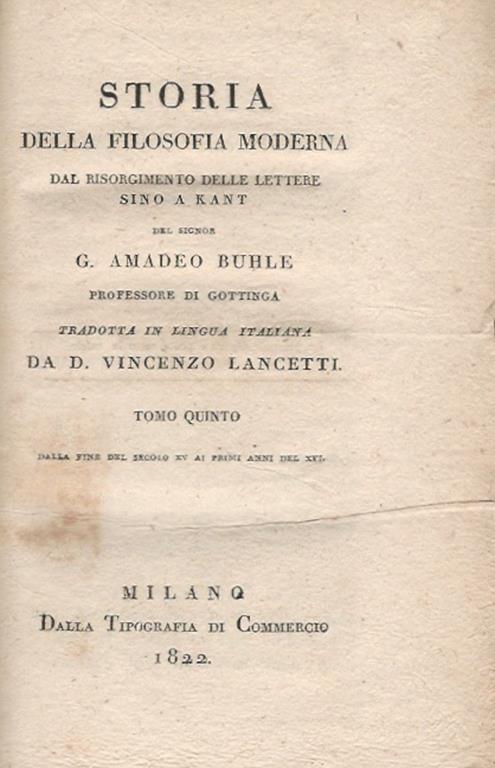 STORIA
DELLA FILOSOFIA MODERNA
DAL RISORGIMENTO DELLE LETTERE
SINO A KANT
DEL SIGNOR
G. AMADEO BUHLE
PROFESSORE DI GOTTINGA
TRADOTTA IN LINGUA ITALIANA
DA D. VINCENZO LANCETTI.
TOMO QUINTO
DALLA FINE DEL SECOLO XV AI PRIMI ANNI DEL XVI.
MILANO
DALLA TIPOGRAFIA DI COMMERCIO
1822.